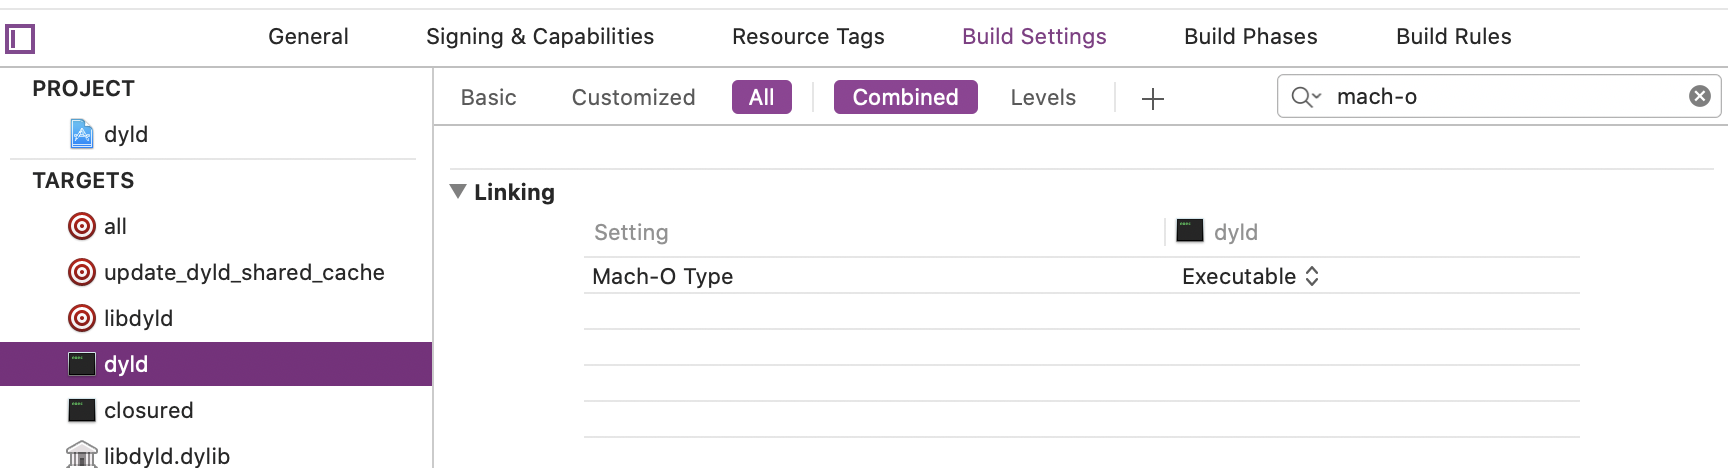 General Signing & Capabilities Resource Tags Build Settings Build Phases Build Rules
PROJECT
dyld
TARGETS
all
update_dyld_shared_cache
libdyld
dyld
closured
libdyld.dylib
Basic Customized All Combined Levels + mach-o
Linking
Setting dyld
Mach-O Type Executable